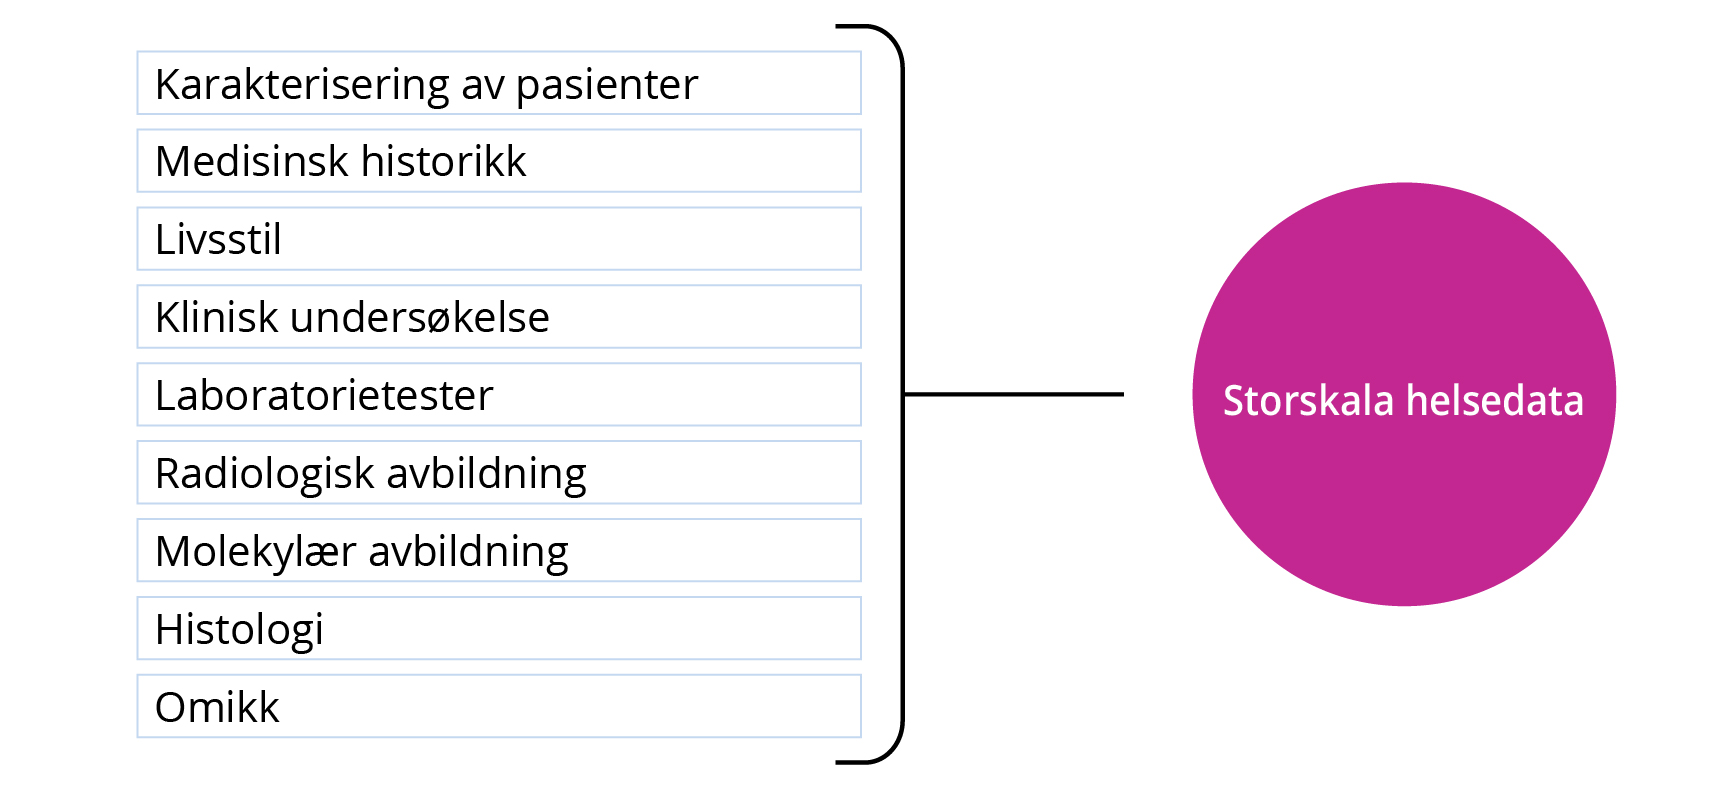 Karakterisering av pasienter
Medisinsk historikk
Livsstil
Klinisk undersøkelse
Laboratorietester
Radiologisk avbildning
Molekylær avbildning
Histologi
Omikk
Storskala helsedata